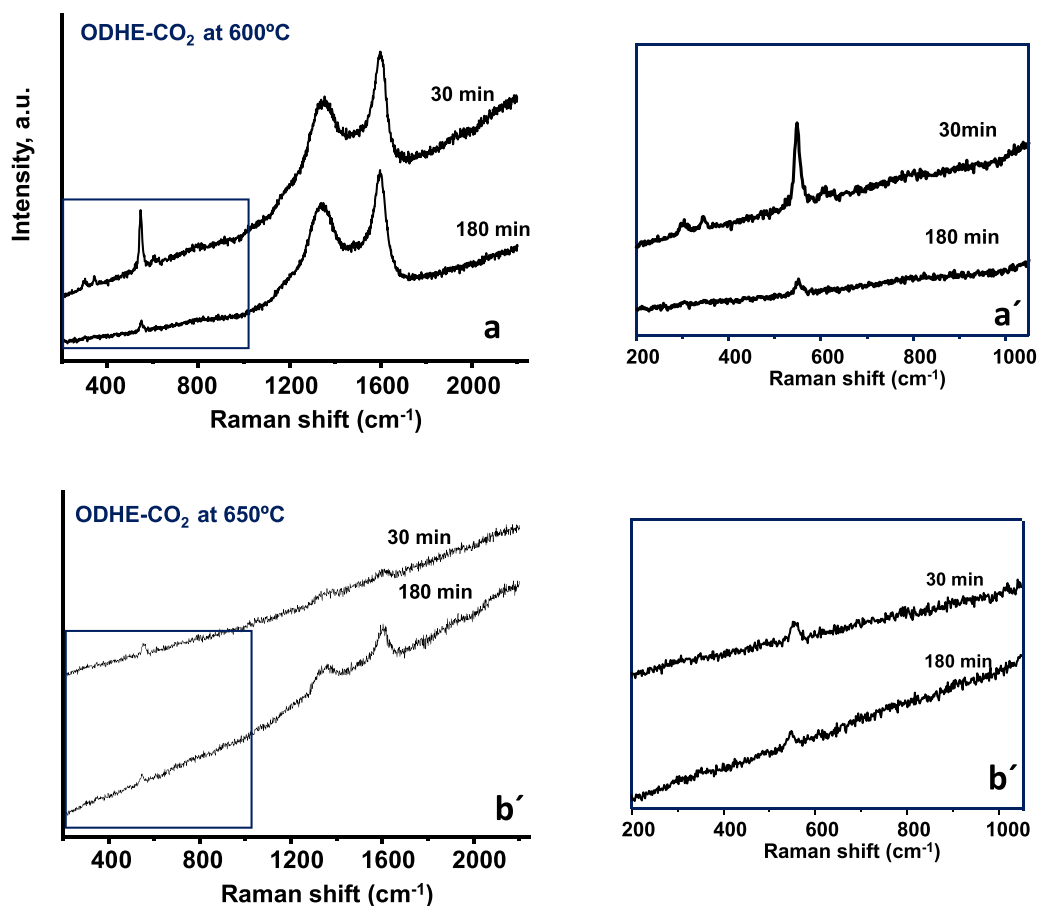 ODHE-CO₂ at 600ºC
Intensity, a.u.
30 min
180 min
a
400 800 1200 1600 2000
Raman shift (cm⁻¹)
30min
180 min
a´
200 400 600 800 1000
Raman shift (cm⁻¹)
ODHE-CO₂ at 650ºC
30 min
180 min
b´
400 800 1200 1600 2000
Raman shift (cm⁻¹)
30 min
180 min
b´
200 400 600 800 1000
Raman shift (cm⁻¹)